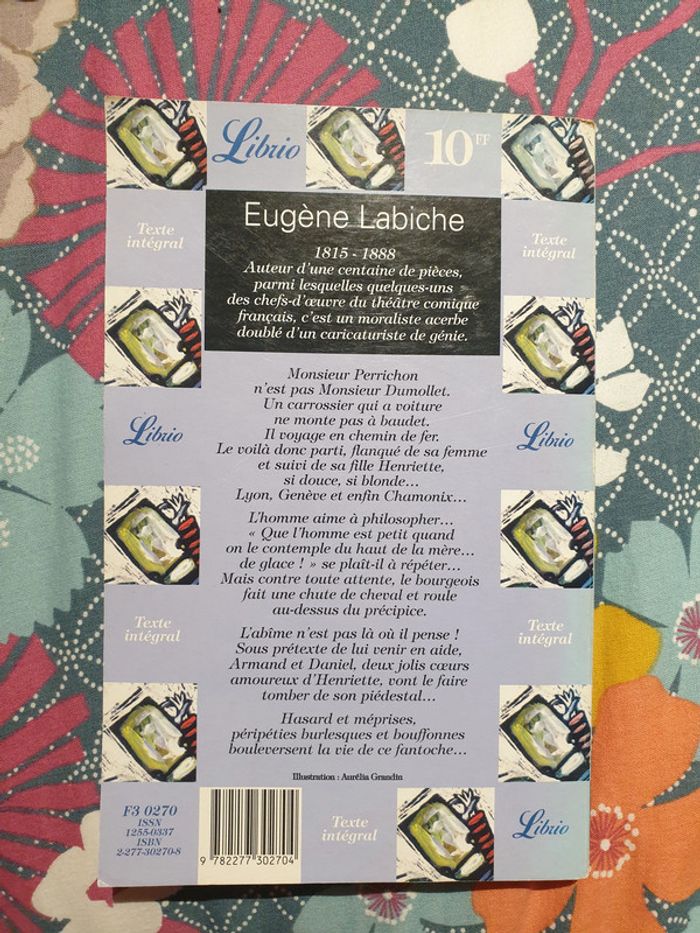 Librio
10 FF
Texte
intégral
Eugène Labiche
Texte
intégral
1815 - 1888
Auteur d'une centaine de pièces,
parmi lesquelles quelques-uns
des chefs-d'œuvre du théâtre comique
français, c'est un moraliste acerbe
doublé d'un caricaturiste de génie.
Monsieur Perrichon
n'est pas Monsieur Dumollet.
Un carrossier qui a voiture
ne monte pas à baudet.
Il voyage en chemin de fer.
Le voilà donc parti, flanqué de sa femme
et suivi de sa fille Henriette,
si douce, si blonde...
Lyon, Genève et enfin Chamonix...
Librio
Librio
L'homme aime à philosopher...
« Que l'homme est petit quand
on le contemple du haut de la mère...
de glace ! » se plaît-il à répéter...
Mais contre toute attente, le bourgeois
fait une chute de cheval et roule
au-dessus du précipice.
Texte
intégral
Texte
intégral
L'abîme n'est pas là où il pense !
Sous prétexte de lui venir en aide,
Armand et Daniel, deux jolis cœurs
amoureux d'Henriette, vont le faire
tomber de son piédestal...
Hasard et méprises,
péripéties burlesques et bouffonnes
bouleversent la vie de ce fantoche...
Illustration : Aurélia Grandin
F3 0270
ISSN
1255-0337
ISBN
2-277-30270-8
9 782277 302704
Texte
intégral
Librio